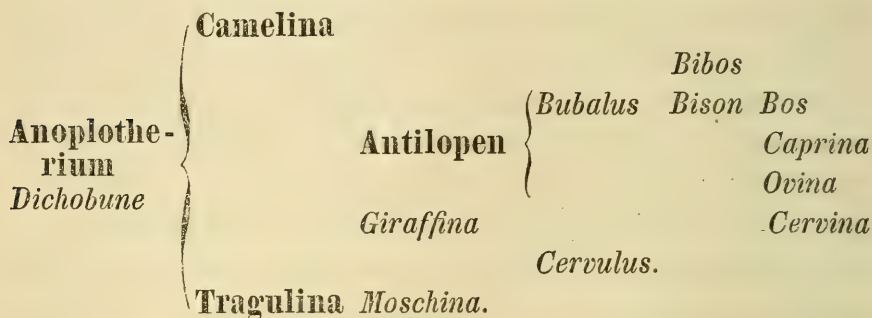 Camelina
Bibos
Bubalus Bison Bos
Anoplothe-
rium Antilopen Caprina
Dichobune Ovina
Giraffina Cervina
Cervulus.
Tragulina Moschina.